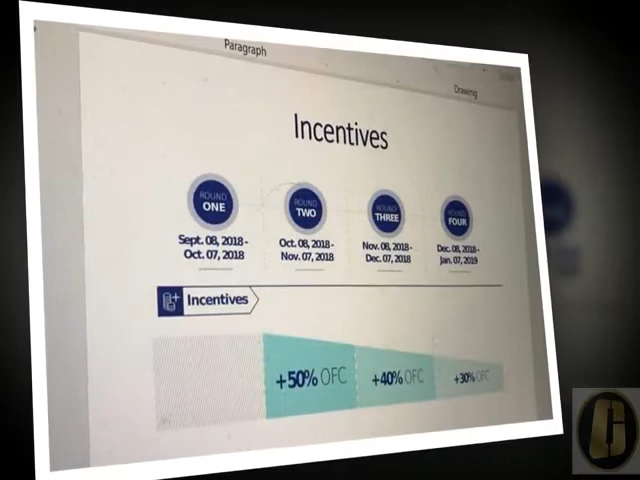 Paragraph
Drawing
Incentives
ROUND
ONE
Sept. 08, 2018 -
Oct. 07, 2018
ROUND
TWO
Oct. 08, 2018 -
Nov. 07, 2018
ROUND
THREE
Nov. 08, 2018 -
Dec. 07, 2018
ROUND
FOUR
Dec. 08, 2018 -
Jan. 07, 2019
Incentives
+50% OFC
+40% OFC
+30% OFC